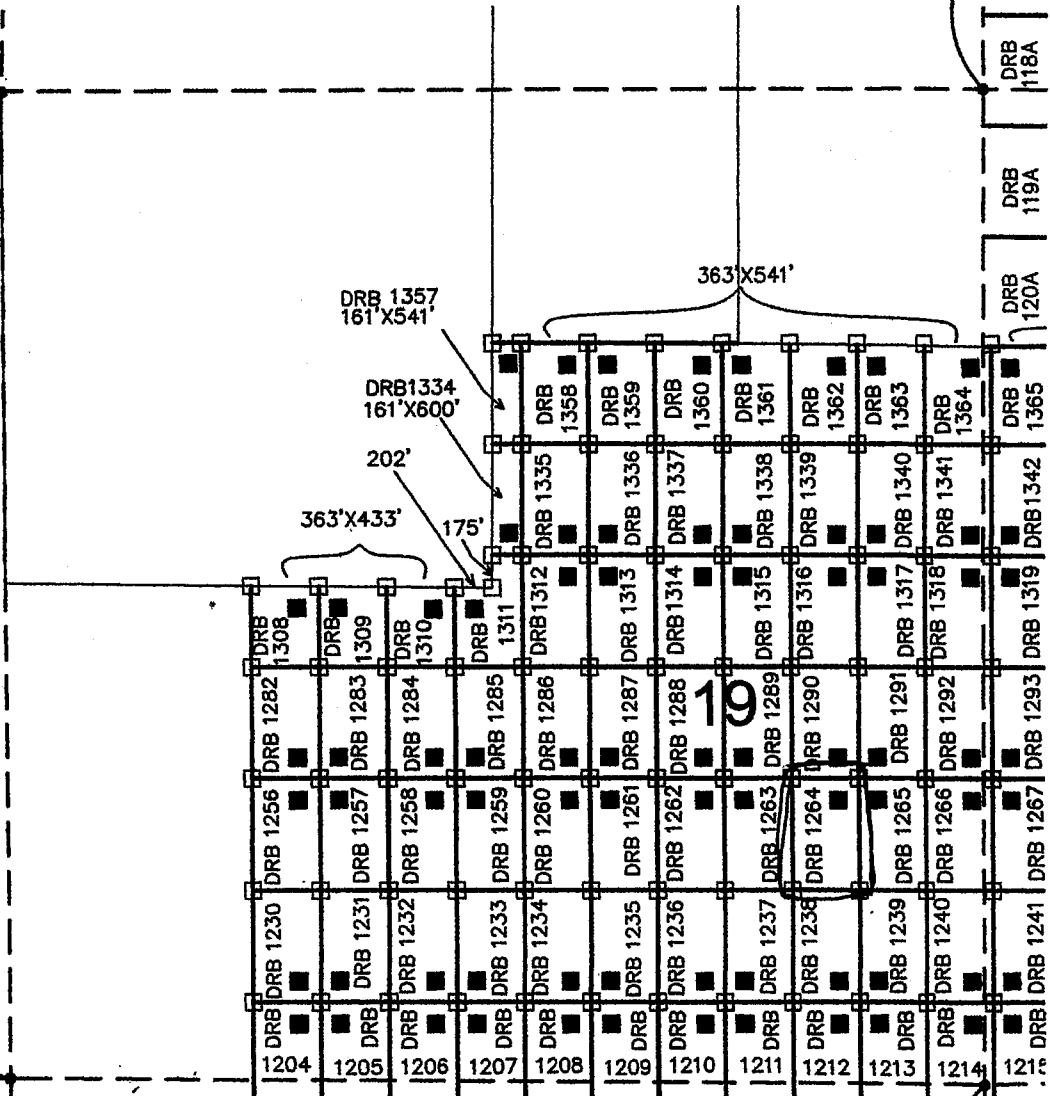 DRB
118A
DRB
119A
DRB
120A
363'X541'
DRB 1357
161'X541'
DRB1334
161'X600'
202'
363'X433'
175'
DRB
1358
DRB
1359
DRB
1360
DRB
1361
DRB
1362
DRB
1363
DRB
1364
DRB
1365
DRB 1335
DRB 1336
DRB 1337
DRB 1338
DRB 1339
DRB 1340
DRB 1341
DRB1342
DRB
1308
DRB
1309
DRB
1310
DRB
1311
DRB 1312
DRB 1313
DRB 1314
DRB 1315
DRB 1316
DRB 1317
DRB 1318
DRB 1319
DRB 1282
DRB 1283
DRB 1284
DRB 1285
DRB 1286
DRB 1287
DRB 1288
19
DRB 1289
DRB 1290
DRB 1291
DRB 1292
DRB 1293
DRB 1256
DRB 1257
DRB 1258
DRB 1259
DRB 1260
DRB 1261
DRB 1262
DRB 1263
DRB 1264
DRB 1265
DRB 1266
DRB 1267
DRB 1230
DRB 1231
DRB 1232
DRB 1233
DRB 1234
DRB 1235
DRB 1236
DRB 1237
DRB 1238
DRB 1239
DRB 1240
DRB 1241
DRB
1204
DRB
1205
DRB
1206
DRB
1207
DRB
1208
DRB
1209
DRB
1210
DRB
1211
DRB
1212
DRB
1213
DRB
1214
DRB
1215